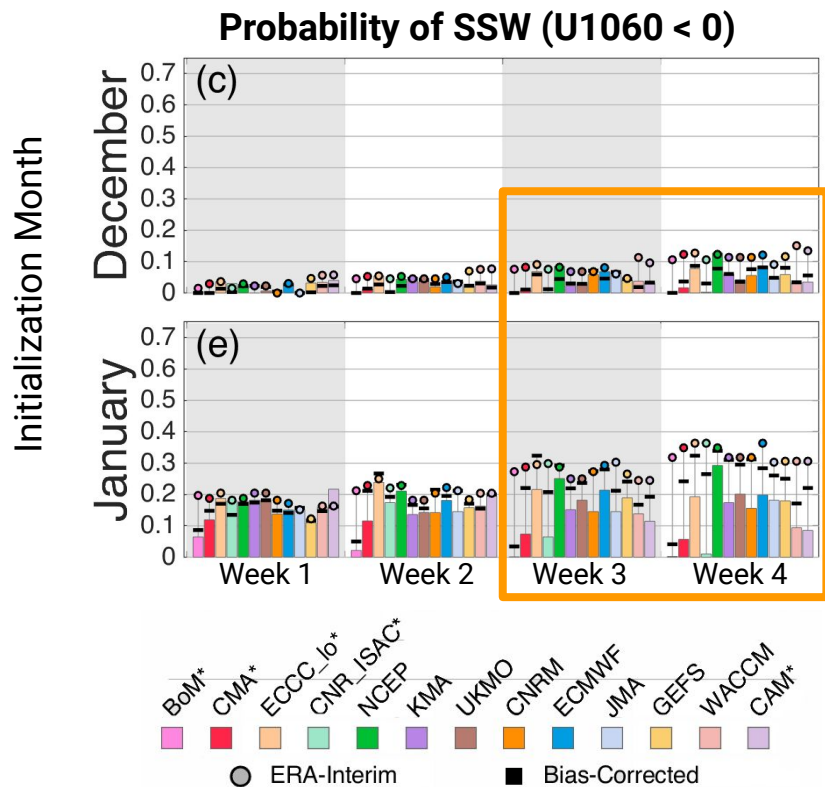 Probability of SSW (U1060 < 0)
Initialization Month
December
(c)
0.7
0.6
0.5
0.4
0.3
0.2
0.1
0
January
(e)
0.7
0.6
0.5
0.4
0.3
0.2
0.1
0
Week 1 Week 2 Week 3 Week 4
BoM* CMA* ECCC_lo* CNR_ISAC* NCEP KMA UKMO CNRM ECMWF JMA GEFS WACCM CAM*
ERA-Interim Bias-Corrected